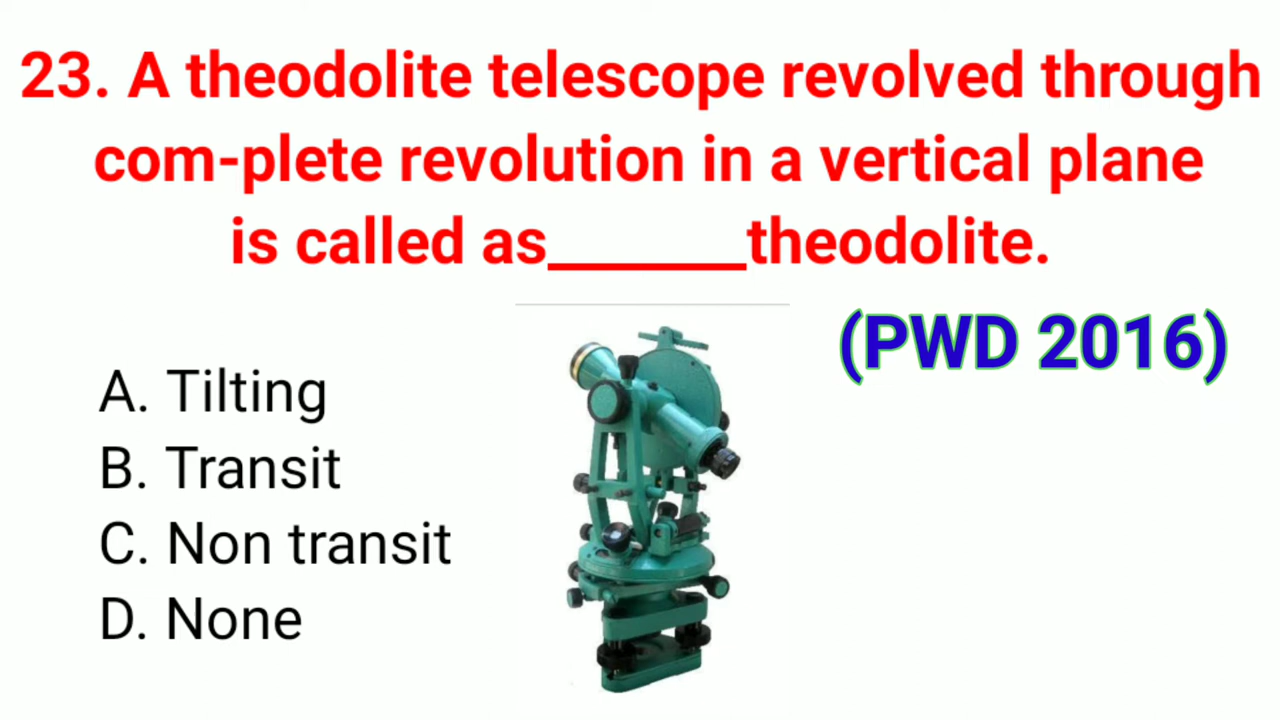 23. A theodolite telescope revolved through
com-plete revolution in a vertical plane
is called as______theodolite.
(PWD 2016)
A. Tilting
B. Transit
C. Non transit
D. None